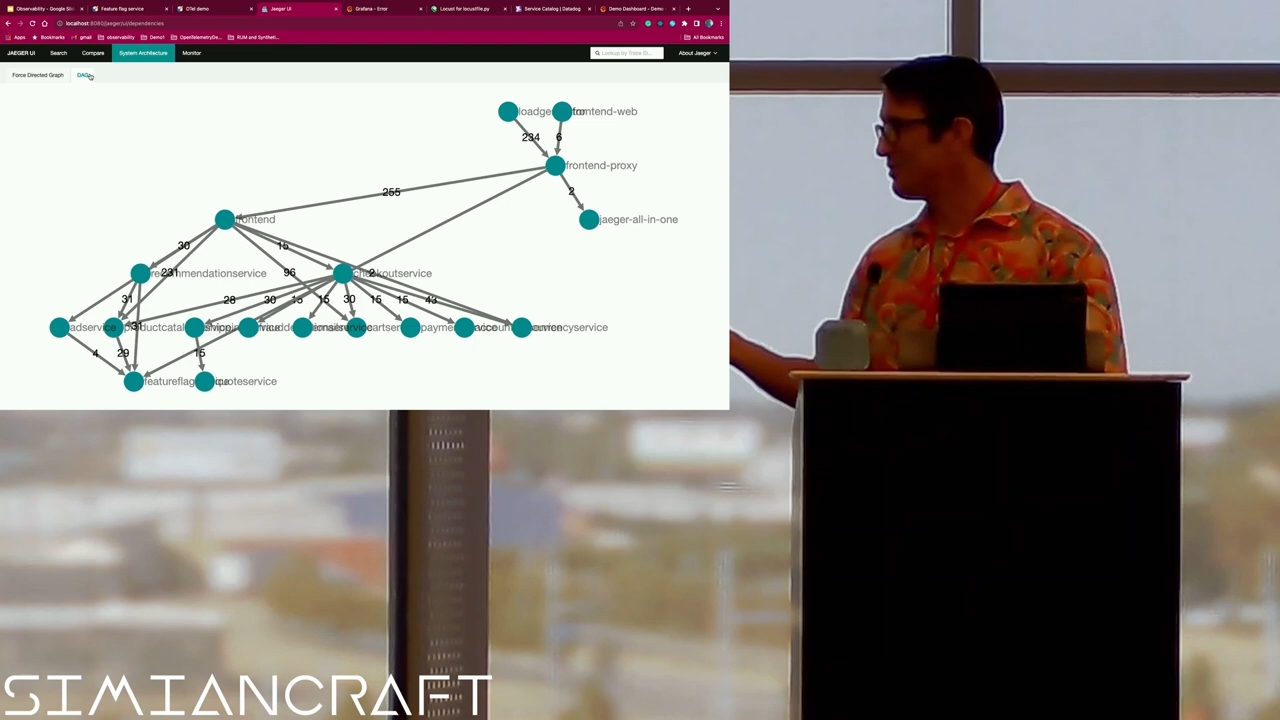 Observability - Google Slid
Feature flag service
OTel demo
Jaeger UI
Grafana - Error
Locust for locustfile.py
Service Catalog | Datadog
Demo Dashboard - Demo
localhost:8080/jaeger/ui/dependencies
Apps
Bookmarks
gmail
observability
Demo1
OpenTelemetryDe...
RUM and Syntheti...
All Bookmarks
JAEGER UI
Search
Compare
System Architecture
Monitor
Lookup by Trace ID...
About Jaeger
Force Directed Graph
DAG
frontend-web
234
6
frontend-proxy
255
2
jaeger-all-in-one
frontend
30
15
231
96
2
checkoutservice
31
28
30
15
15
30
15
15
43
adservice
4
29
15
quoteservice
SIMIANCRAFT